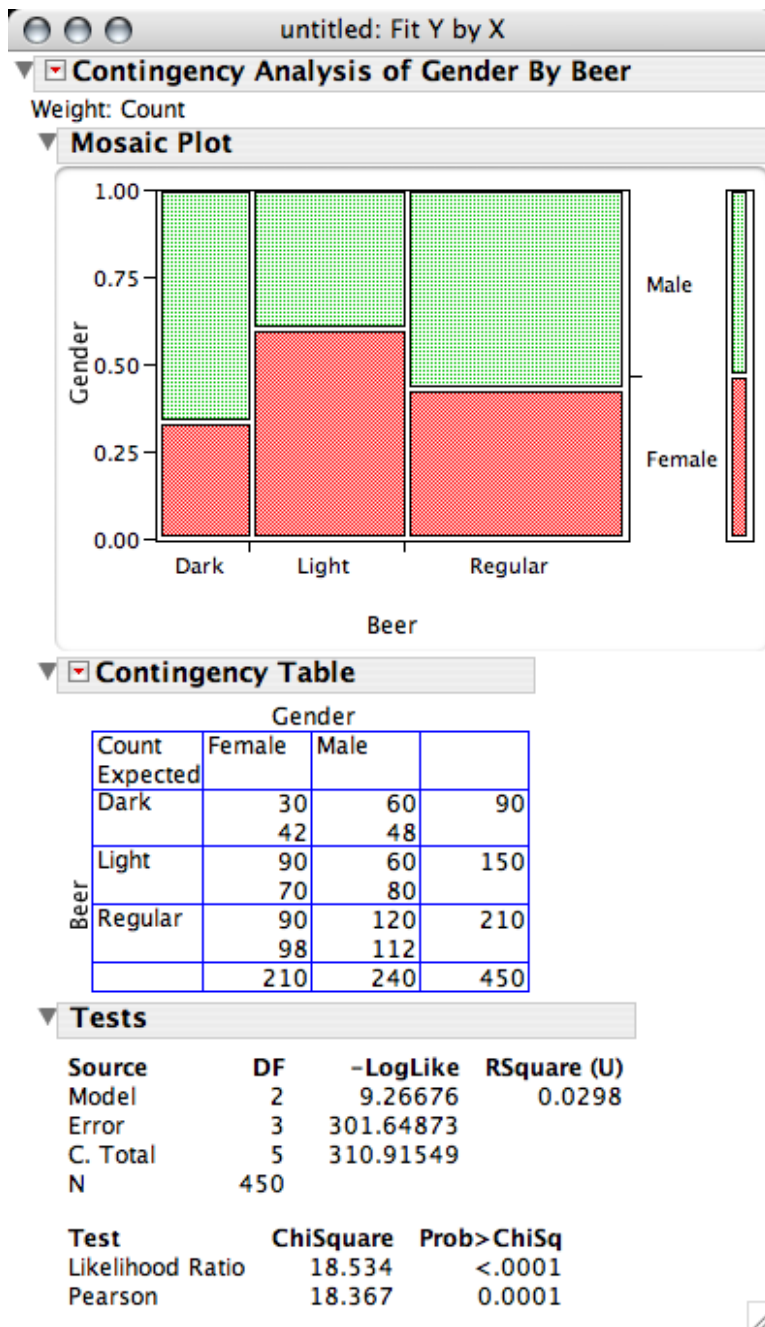 untitled: Fit Y by X
Contingency Analysis of Gender By Beer
Weight: Count
Mosaic Plot
1.00
0.75
0.50
0.25
0.00
Gender
Male
Female
Dark Light Regular
Beer
Contingency Table
Gender
Beer
Count Female Male
Expected
Dark 30 60 90
42 48
Light 90 60 150
70 80
Regular 90 120 210
98 112
210 240 450
Tests
Source DF -LogLike RSquare (U)
Model 2 9.26676 0.0298
Error 3 301.64873
C. Total 5 310.91549
N 450
Test ChiSquare Prob>ChiSq
Likelihood Ratio 18.534 <.0001
Pearson 18.367 0.0001